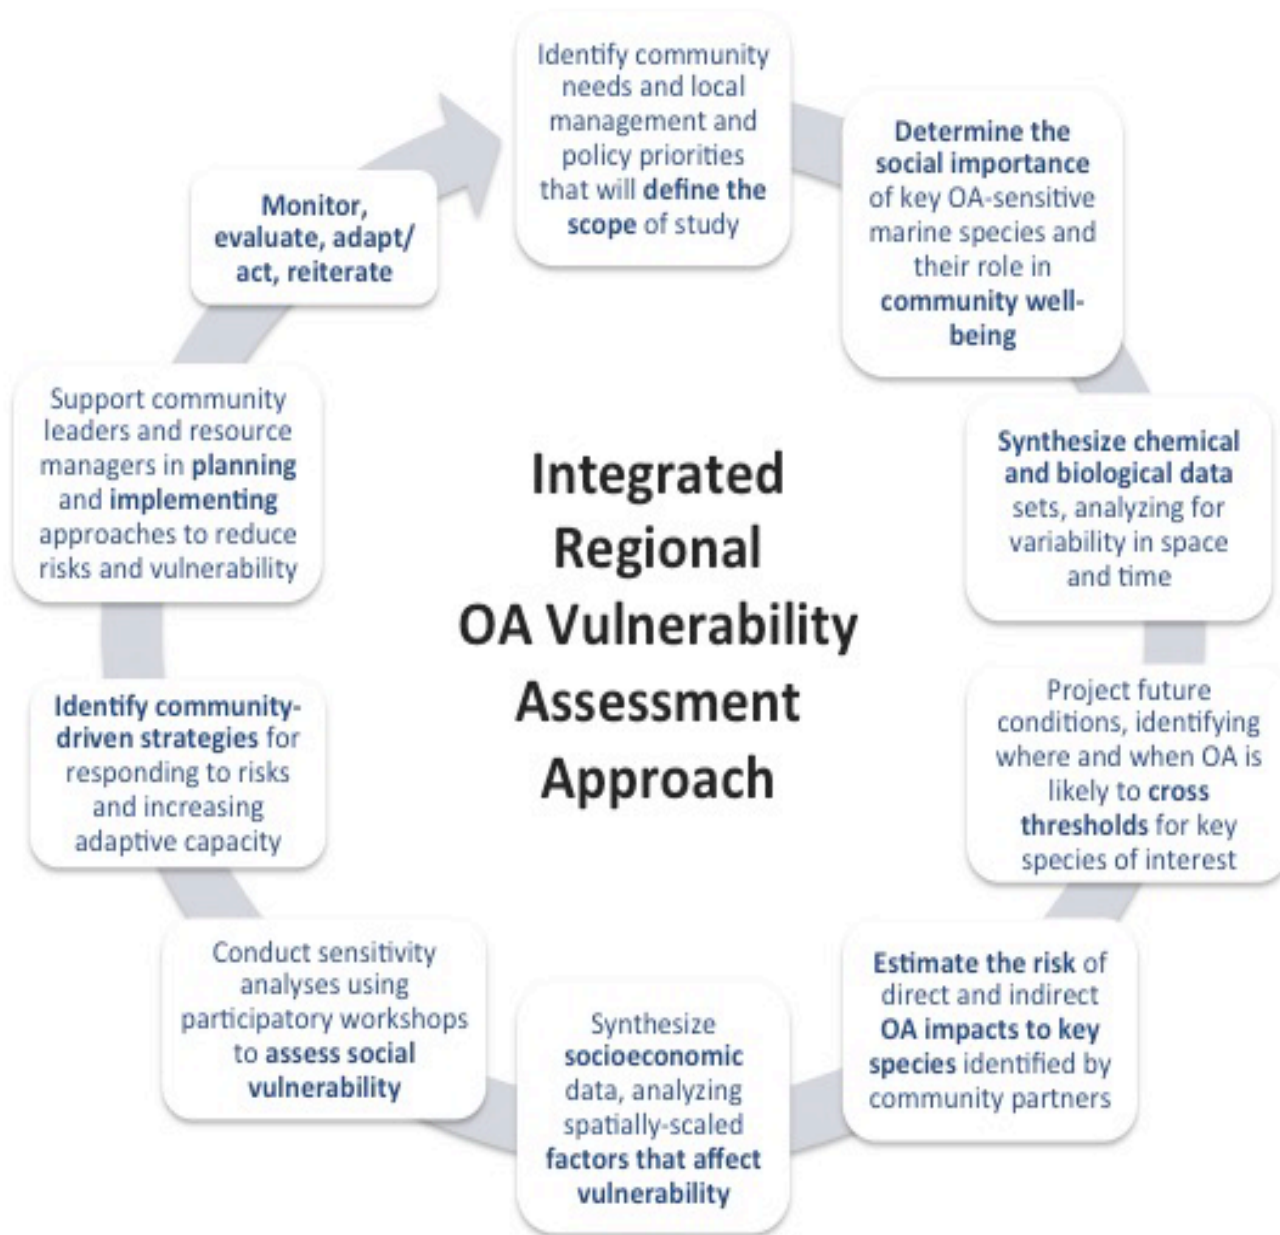 Identify community
needs and local
management and
policy priorities
that will define the
scope of study
Determine the
social importance
of key OA-sensitive
marine species and
their role in
community well-
being
Synthesize chemical
and biological data
sets, analyzing for
variability in space
and time
Project future
conditions, identifying
where and when OA is
likely to cross
thresholds for key
species of interest
Estimate the risk of
direct and indirect
OA impacts to key
species identified by
community partners
Synthesize
socioeconomic
data, analyzing
spatially-scaled
factors that affect
vulnerability
Conduct sensitivity
analyses using
participatory workshops
to assess social
vulnerability
Identify community-
driven strategies for
responding to risks
and increasing
adaptive capacity
Support community
leaders and resource
managers in planning
and implementing
approaches to reduce
risks and vulnerability
Monitor,
evaluate, adapt/
act, reiterate
Integrated
Regional
OA Vulnerability
Assessment
Approach